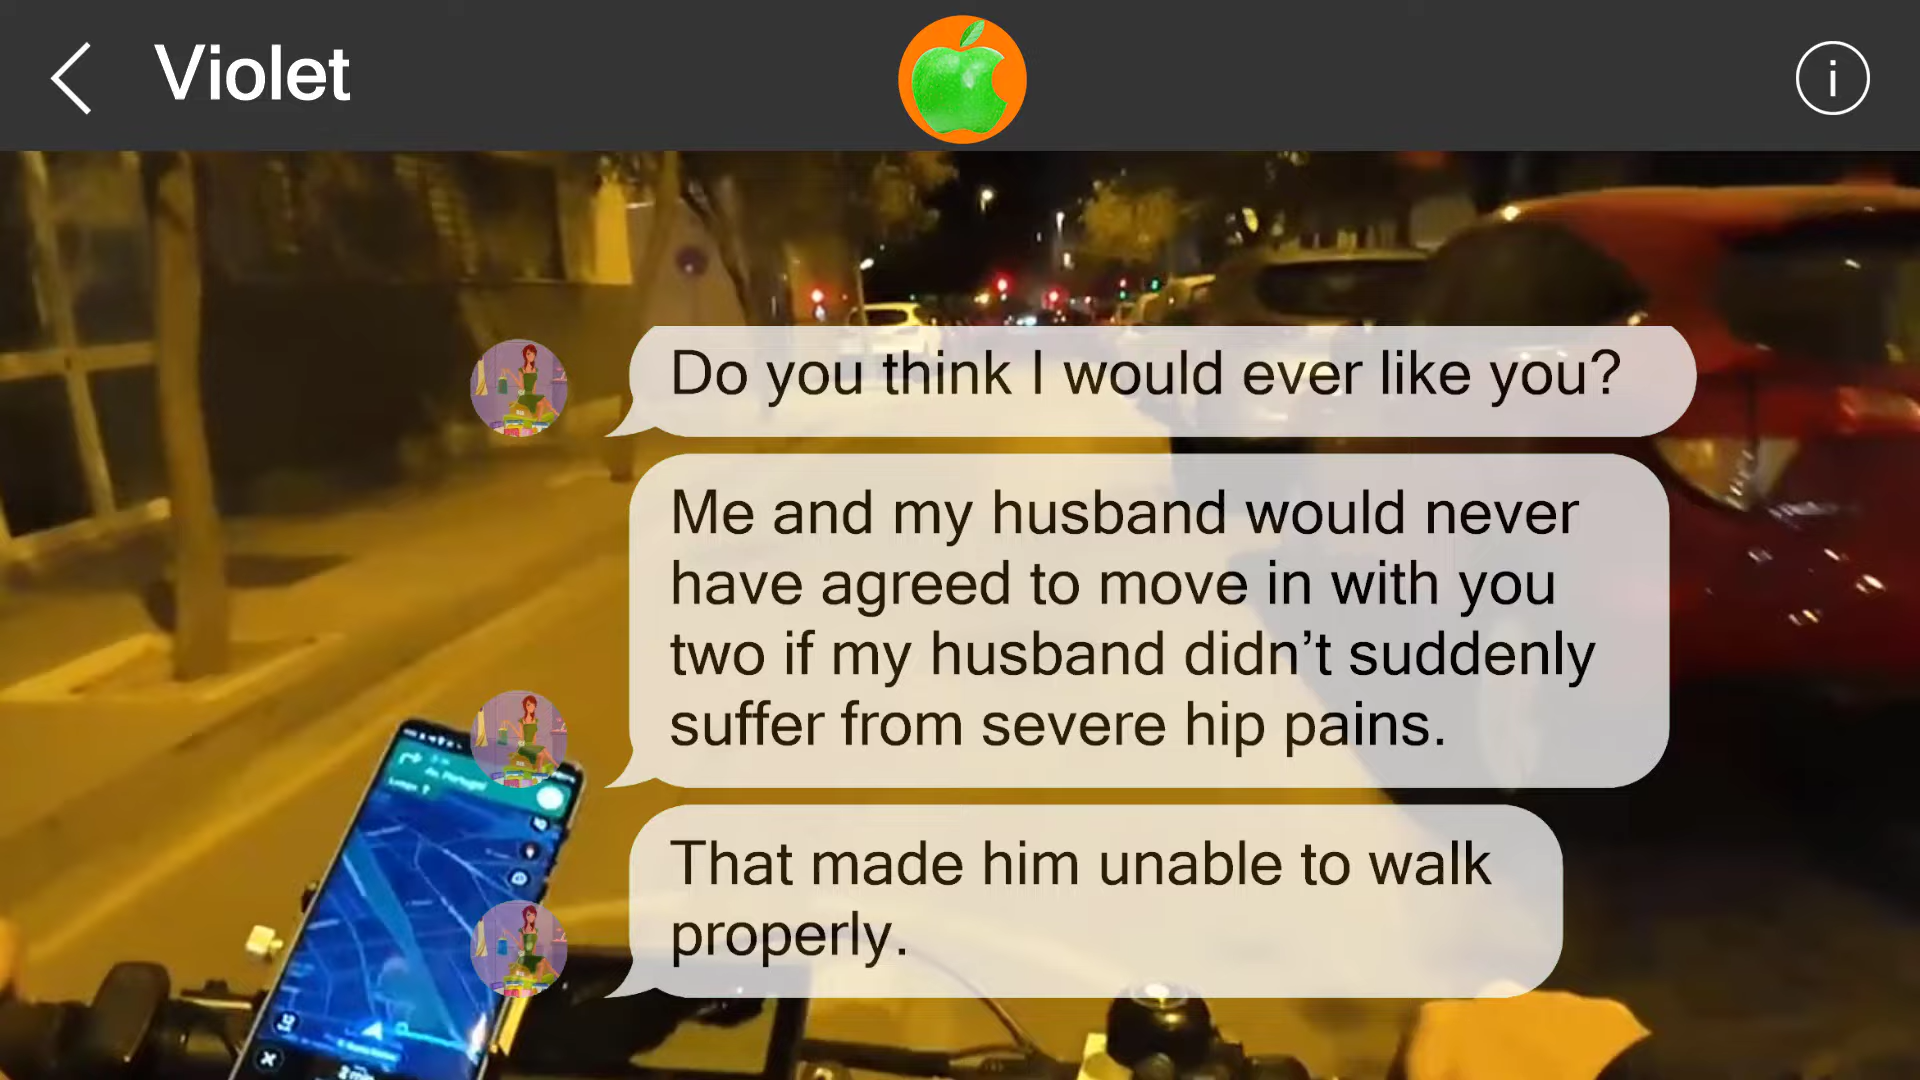 Violet
i
Do you think I would ever like you?
Me and my husband would never
have agreed to move in with you
two if my husband didn’t suddenly
suffer from severe hip pains.
That made him unable to walk
properly.